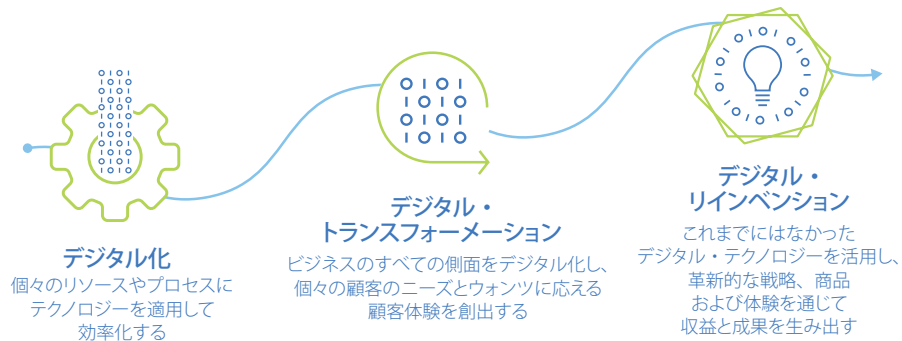 デジタル化
個々のリソースやプロセスに
テクノロジーを適用して
効率化する
デジタル・
トランスフォーメーション
ビジネスのすべての側面をデジタル化し、
個々の顧客のニーズとウォンツに応える
顧客体験を創出する
デジタル・
リインベンション
これまでにはなかった
デジタル・テクノロジーを活用し、
革新的な戦略、商品
および体験を通じて
収益と成果を生み出す